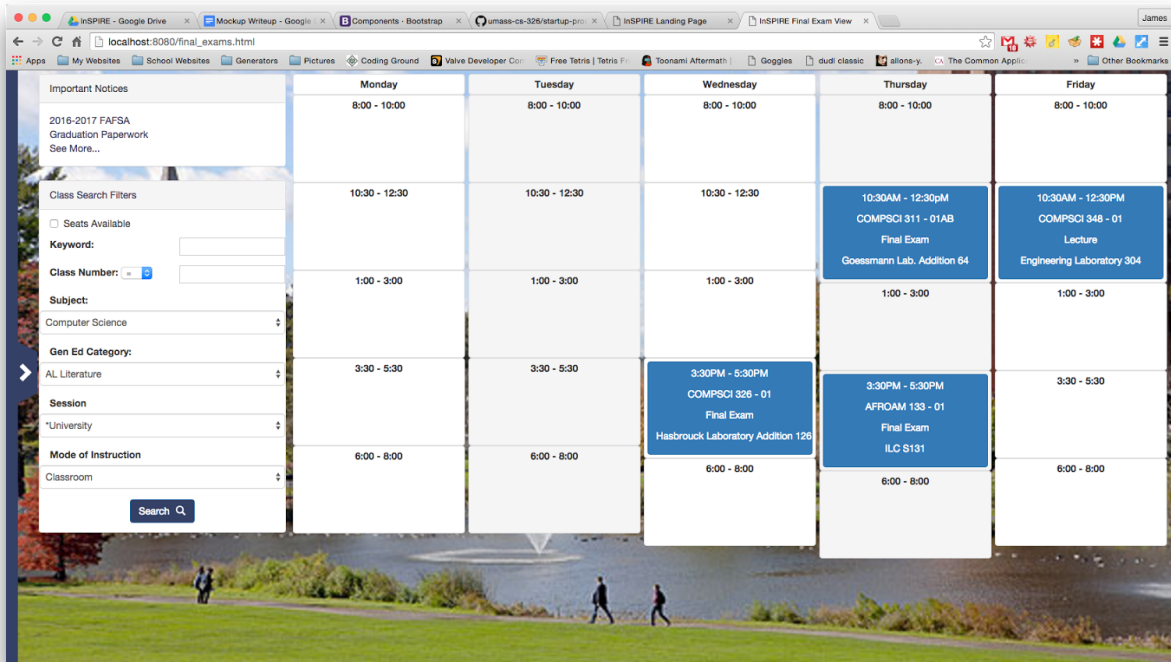 InSPIRE - Google Drive
Mockup Writeup - Google
Components · Bootstrap
umass-cs-326/startup-pro
InSPIRE Landing Page
InSPIRE Final Exam View
James
localhost:8080/final_exams.html
Apps
My Websites
School Websites
Generators
Pictures
Coding Ground
Valve Developer Con
Free Tetris | Tetris Fr
Toonami Aftermath |
Goggles
dudl classic
allons-y.
The Common Applic
»
Other Bookmarks
Important Notices
2016-2017 FAFSA
Graduation Paperwork
See More...
Class Search Filters
Seats Available
Keyword:
Class Number: =
Subject:
Computer Science
Gen Ed Category:
AL Literature
Session
*University
Mode of Instruction
Classroom
Search
Monday
8:00 - 10:00
10:30 - 12:30
1:00 - 3:00
3:30 - 5:30
6:00 - 8:00
Tuesday
8:00 - 10:00
10:30 - 12:30
1:00 - 3:00
3:30 - 5:30
6:00 - 8:00
Wednesday
8:00 - 10:00
10:30 - 12:30
1:00 - 3:00
3:30PM - 5:30PM
COMPSCI 326 - 01
Final Exam
Hasbrouck Laboratory Addition 126
6:00 - 8:00
Thursday
8:00 - 10:00
10:30AM - 12:30pM
COMPSCI 311 - 01AB
Final Exam
Goessmann Lab. Addition 64
1:00 - 3:00
3:30PM - 5:30PM
AFROAM 133 - 01
Final Exam
ILC S131
6:00 - 8:00
Friday
8:00 - 10:00
10:30AM - 12:30PM
COMPSCI 348 - 01
Lecture
Engineering Laboratory 304
1:00 - 3:00
3:30 - 5:30
6:00 - 8:00